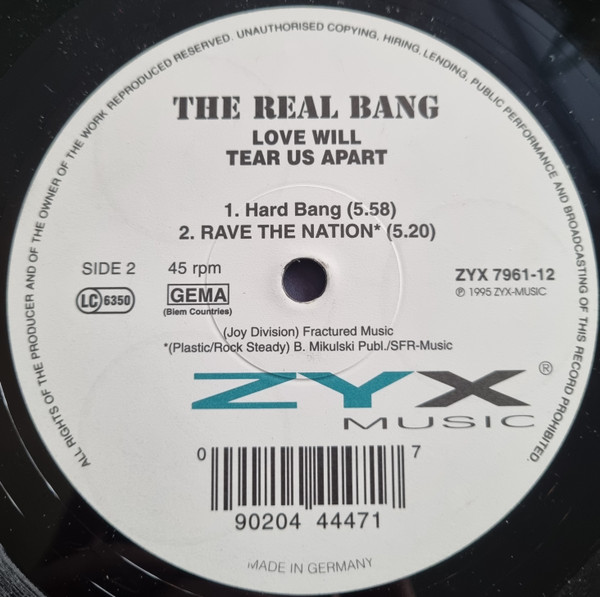 ALL RIGHTS OF THE PRODUCER AND OF THE OWNER OF THE WORK REPRODUCED RESERVED. UNAUTHORISED COPYING, HIRING, LENDING, PUBLIC PERFORMANCE AND BROADCASTING OF THIS RECORD PROHIBITED.
THE REAL BANG
LOVE WILL
TEAR US APART
1. Hard Bang (5.58)
2. RAVE THE NATION* (5.20)
SIDE 2 45 rpm ZYX 7961-12
LC 6350 GEMA ℗ 1995 ZYX-MUSIC
(Biem Countries)
(Joy Division) Fractured Music
*(Plastic/Rock Steady) B. Mikulski Publ./SFR-Music
ZYX ®
MUSIC
0 7
90204 44471
MADE IN GERMANY